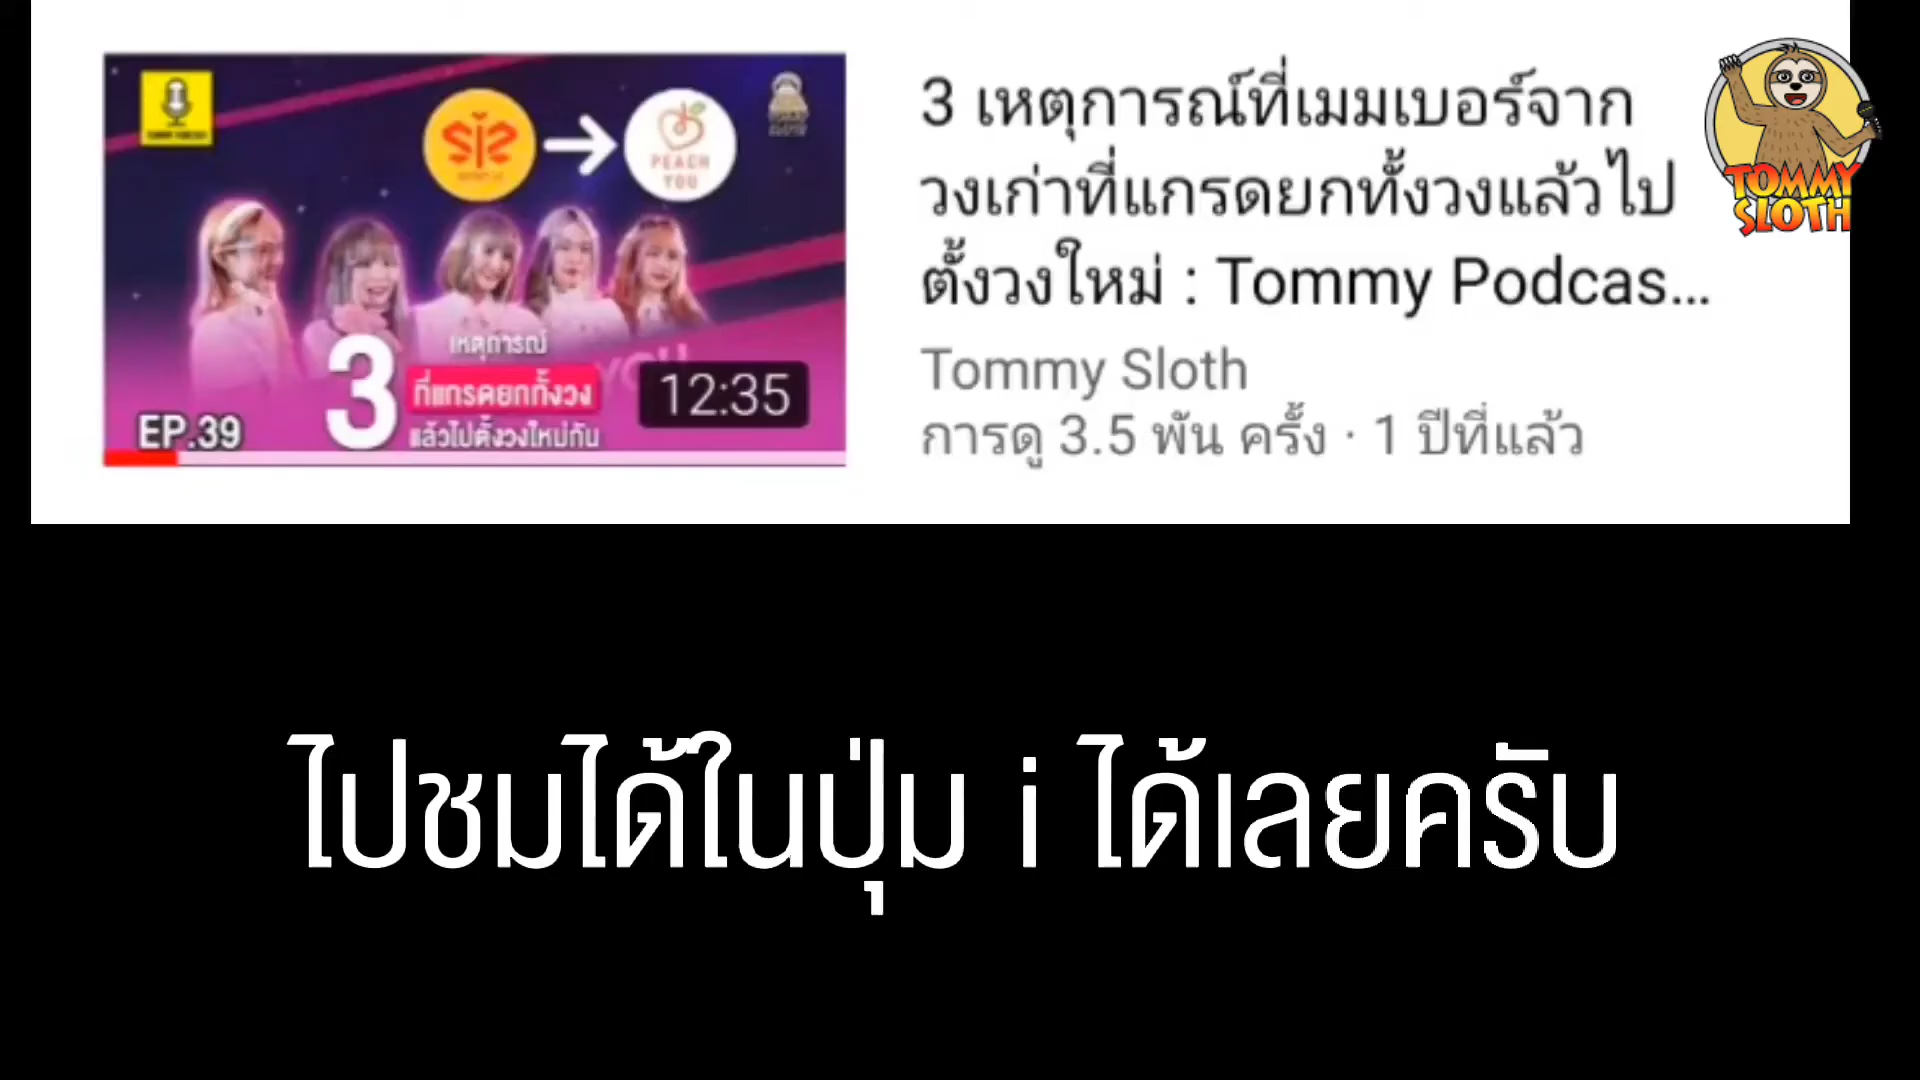 PEACH
YOU
เหตุการณ์
3 ที่แกรดยกทั้งวง
แล้วไปตั้งวงใหม่กัน
12:35
EP.39
3 เหตุการณ์ที่เมมเบอร์จาก
วงเก่าที่แกรดยกทั้งวงแล้วไป
ตั้งวงใหม่ : Tommy Podcas...
Tommy Sloth
การดู 3.5 พัน ครั้ง · 1 ปีที่แล้ว
TOMMY
SLOTH
ไปชมได้ในปุ่ม i ได้เลยครับ